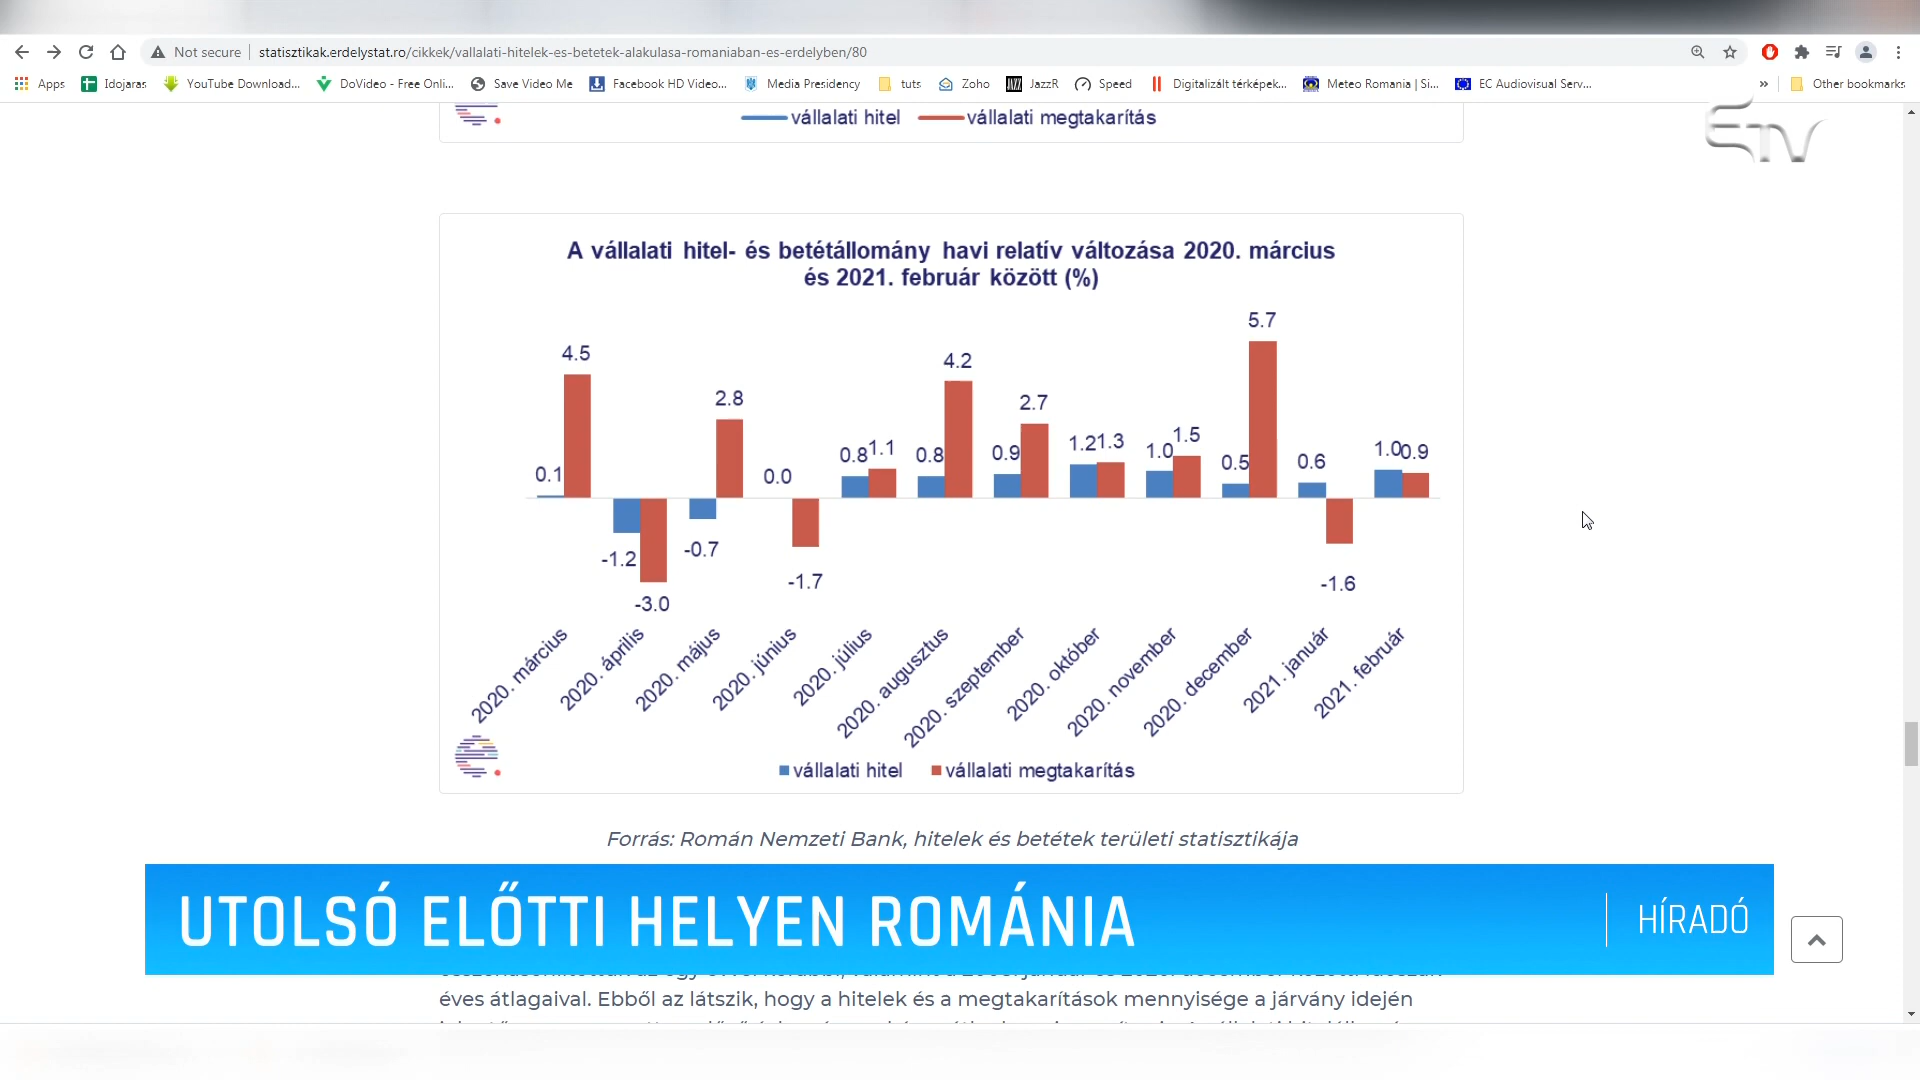 Not secure
statisztikak.erdelystat.ro/cikkek/vallalati-hitelek-es-betetek-alakulasa-romaniaban-es-erdelyben/80
Apps
Idojaras
YouTube Download...
DoVideo - Free Onli...
Save Video Me
Facebook HD Video...
Media Presidency
tuts
Zoho
JAZZ
JazzR
Speed
Digitalizált térképek...
Meteo Romania | Si...
EC Audiovisual Serv...
»
Other bookmarks
vállalati hitel
vállalati megtakarítás
ETV
A vállalati hitel- és betétállomány havi relatív változása 2020. március
és 2021. február között (%)
0.1 4.5
-1.2 -3.0
-0.7 2.8
0.0 -1.7
0.8 1.1
0.8 4.2
0.9 2.7
1.2 1.3
1.0 1.5
0.5 5.7
0.6 -1.6
1.0 0.9
2020. március
2020. április
2020. május
2020. június
2020. július
2020. augusztus
2020. szeptember
2020. október
2020. november
2020. december
2021. január
2021. február
vállalati hitel
vállalati megtakarítás
Forrás: Román Nemzeti Bank, hitelek és betétek területi statisztikája
UTOLSÓ ELŐTTI HELYEN ROMÁNIA
HÍRADÓ
éves átlagaival. Ebből az látszik, hogy a hitelek és a megtakarítások mennyisége a járvány idején